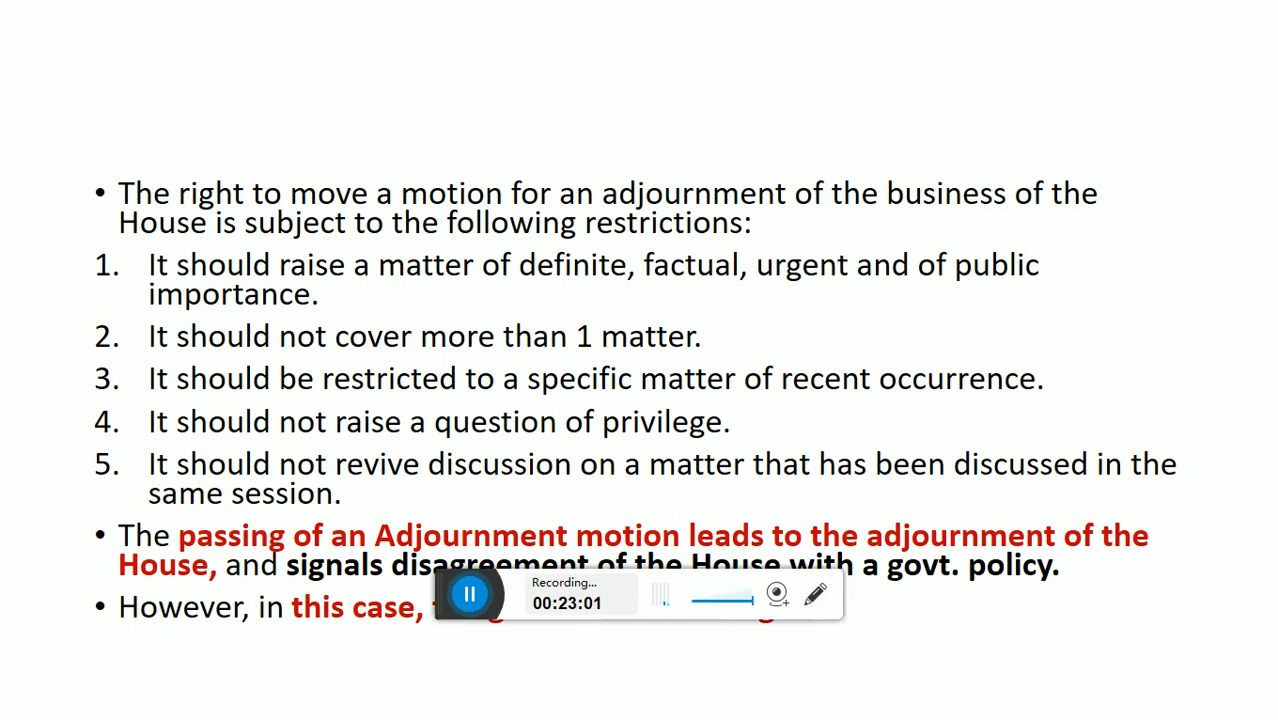 • The right to move a motion for an adjournment of the business of the
House is subject to the following restrictions:
1. It should raise a matter of definite, factual, urgent and of public
importance.
2. It should not cover more than 1 matter.
3. It should be restricted to a specific matter of recent occurrence.
4. It should not raise a question of privilege.
5. It should not revive discussion on a matter that has been discussed in the
same session.
• The passing of an Adjournment motion leads to the adjournment of the
House, and signals disagreement of the House with a govt. policy.
• However, in this case,
Recording...
00:23:01